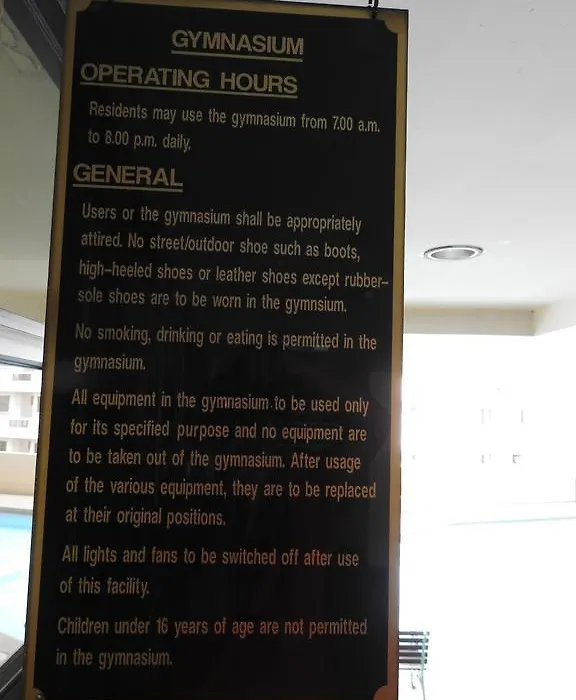 GYMNASIUM
OPERATING HOURS
Residents may use the gymnasium from 7.00 a.m.
to 8.00 p.m. daily.
GENERAL
Users or the gymnasium shall be appropriately
attired. No street/outdoor shoe such as boots,
high-heeled shoes or leather shoes except rubber-
sole shoes are to be worn in the gymnsium.
No smoking, drinking or eating is permitted in the
gymnasium.
All equipment in the gymnasium to be used only
for its specified purpose and no equipment are
to be taken out of the gymnasium. After usage
of the various equipment, they are to be replaced
at their original positions.
All lights and fans to be switched off after use
of this facility.
Children under 16 years of age are not permitted
in the gymnasium.